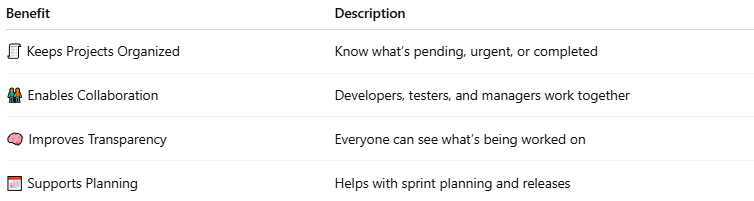 Benefit Description
🧾 Keeps Projects Organized Know what’s pending, urgent, or completed
👥 Enables Collaboration Developers, testers, and managers work together
🧠 Improves Transparency Everyone can see what’s being worked on
📅 Supports Planning Helps with sprint planning and releases